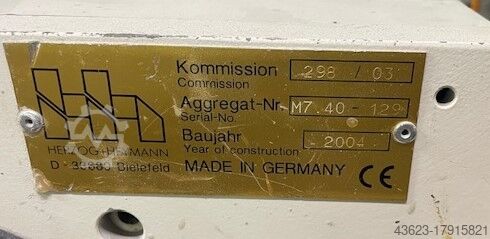 Kommission 298 / 03
Commission
Aggregat-Nr. M7.40 - 129
Serial-No.
Baujahr 2004
Year of construction
HERZOG+HEYMANN
D - 33689 Bielefeld
MADE IN GERMANY CE
43623-17915821